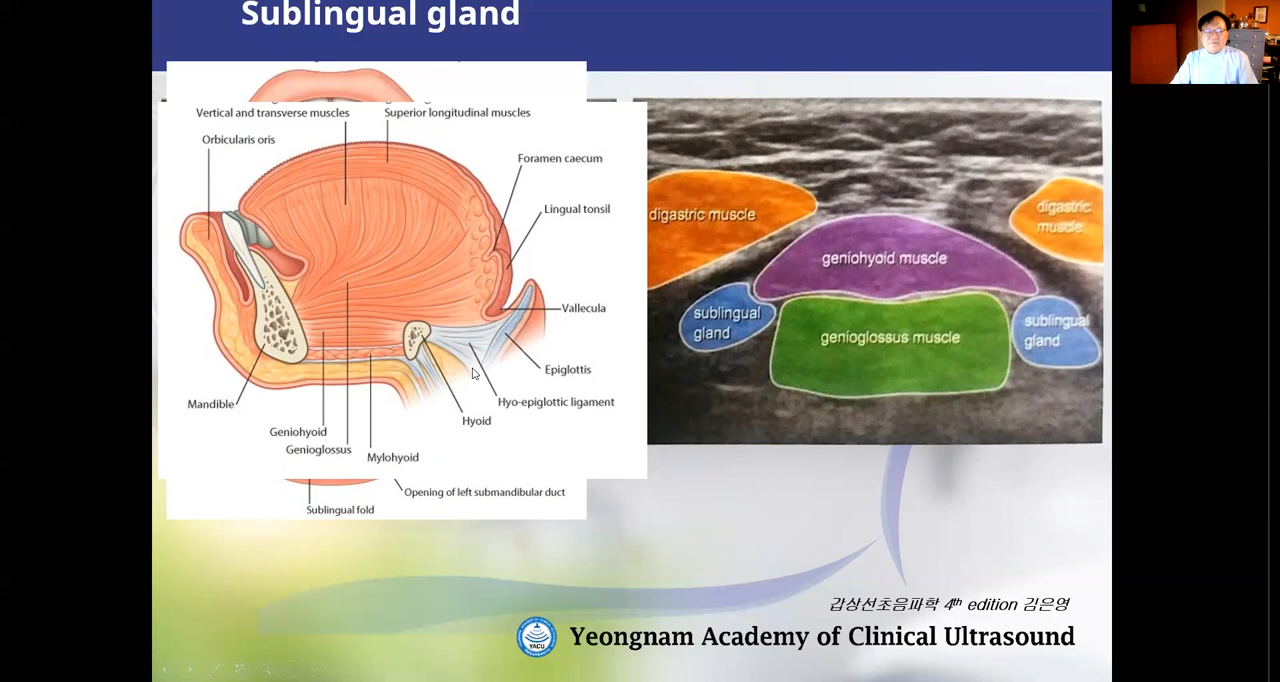 Sublingual gland
Vertical and transverse muscles
Superior longitudinal muscles
Orbicularis oris
Foramen caecum
Lingual tonsil
Vallecula
Epiglottis
Hyo-epiglottic ligament
Hyoid
Mandible
Geniohyoid
Genioglossus
Mylohyoid
Opening of left submandibular duct
Sublingual fold
digastric muscle
digastric
muscle
geniohyoid muscle
sublingual
gland
genioglossus muscle
sublingual
gland
갑상선초음파학 4th edition 김은영
YACU
Yeongnam Academy of Clinical Ultrasound